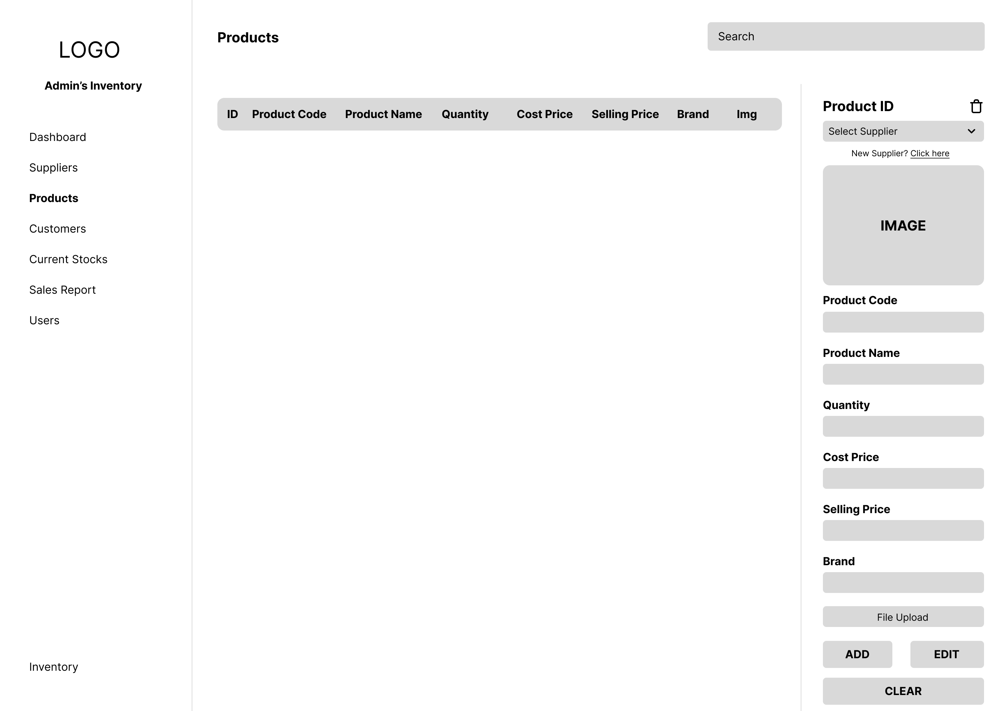 LOGO
Admin’s Inventory
Dashboard
Suppliers
Products
Customers
Current Stocks
Sales Report
Users
Inventory
Products
Search
ID Product Code Product Name Quantity Cost Price Selling Price Brand Img
Product ID
Select Supplier
New Supplier? Click here
IMAGE
Product Code
Product Name
Quantity
Cost Price
Selling Price
Brand
File Upload
ADD EDIT
CLEAR